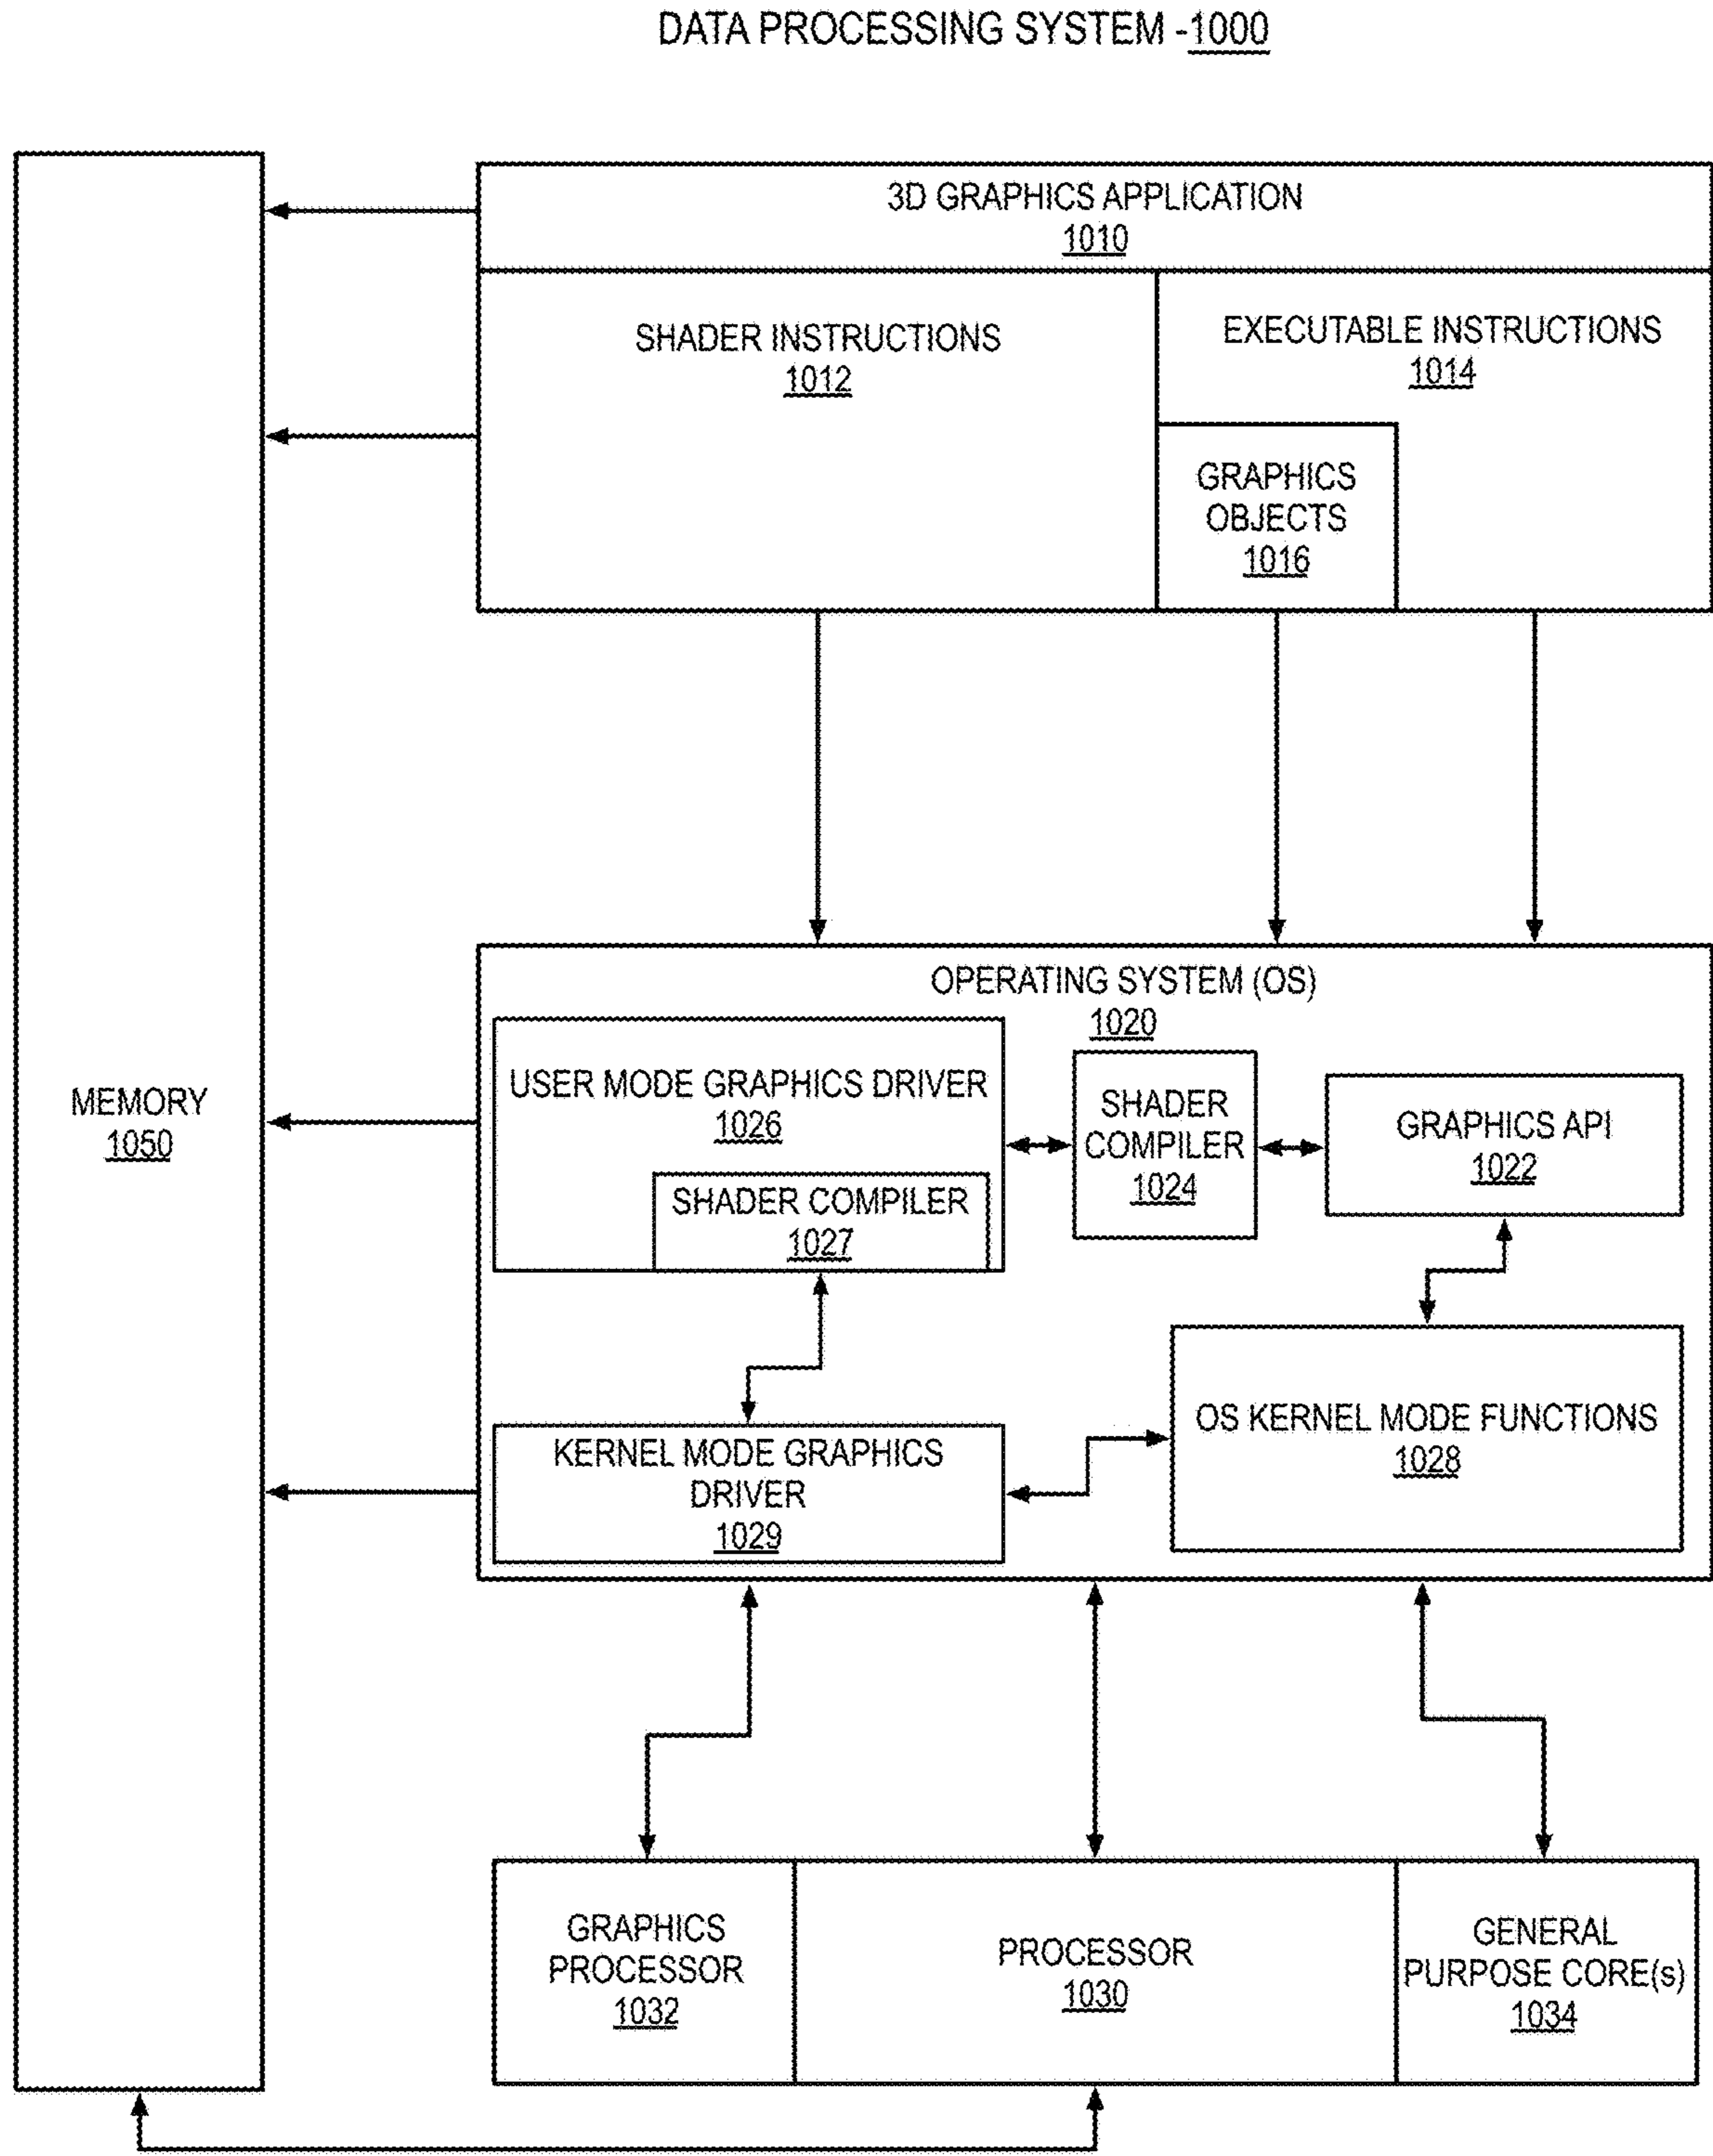 DATA PROCESSING SYSTEM -1000
3D GRAPHICS APPLICATION
1010
SHADER INSTRUCTIONS
1012
EXECUTABLE INSTRUCTIONS
1014
GRAPHICS
OBJECTS
1016
MEMORY
1050
OPERATING SYSTEM (OS)
1020
USER MODE GRAPHICS DRIVER
1026
SHADER COMPILER
1027
SHADER
COMPILER
1024
GRAPHICS API
1022
KERNEL MODE GRAPHICS
DRIVER
1029
OS KERNEL MODE FUNCTIONS
1028
GRAPHICS
PROCESSOR
1032
PROCESSOR
1030
GENERAL
PURPOSE CORE(s)
1034